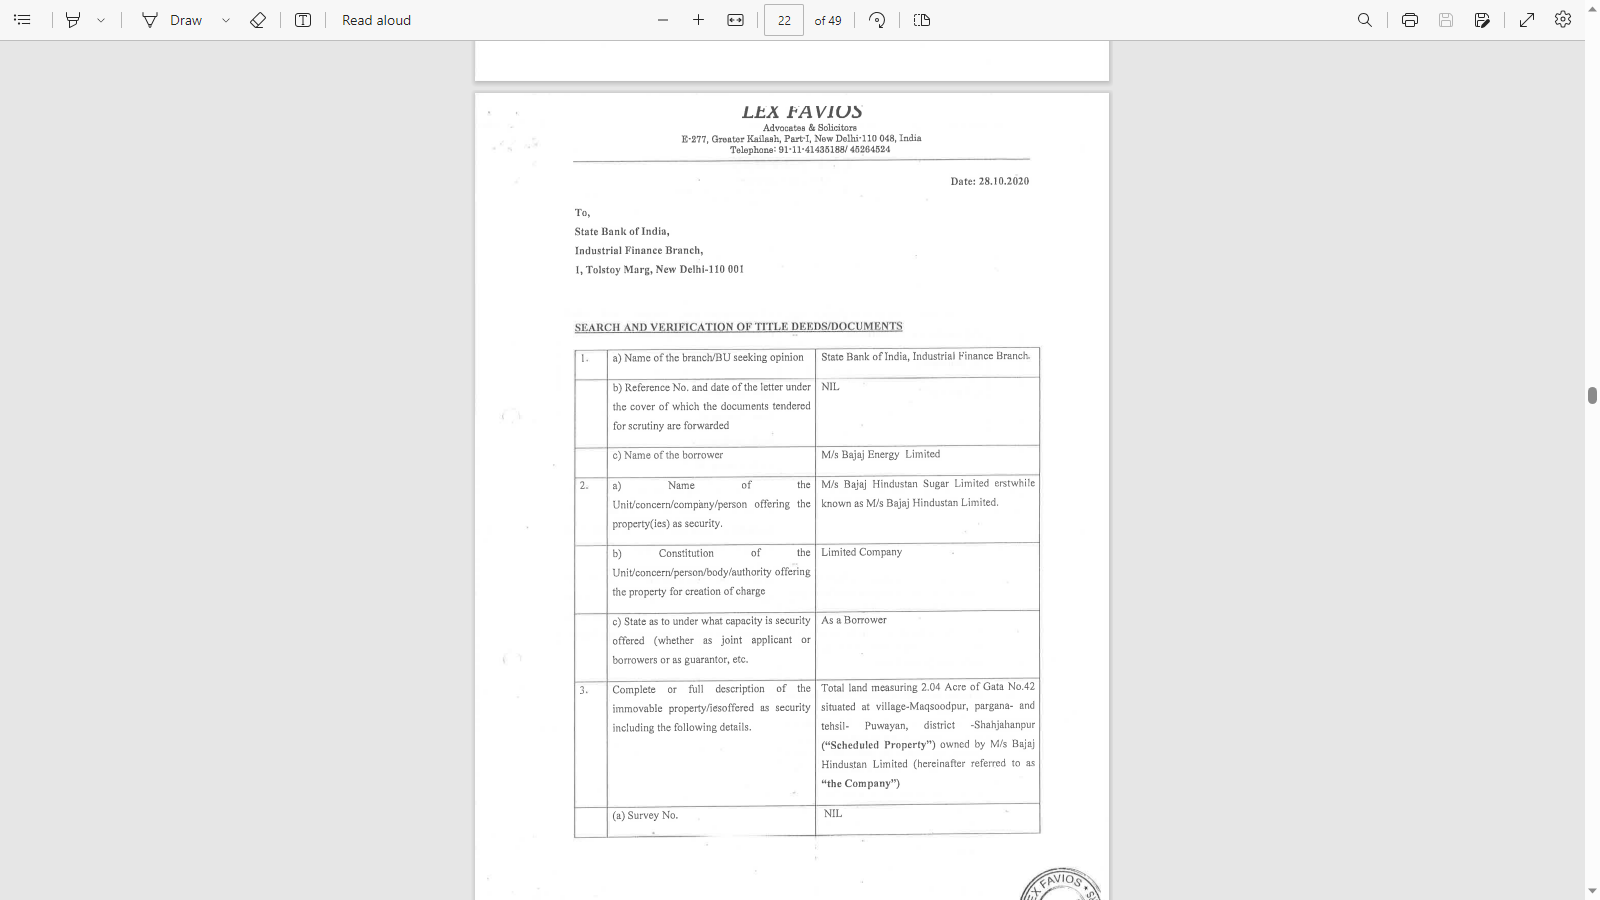 Draw
Read aloud
22
of 49
LEX FAVIOS
Advocates & Solicitors
E-277, Greater Kailash, Part-I, New Delhi-110 048, India
Telephone: 91-11-41435188/ 45264524
Date: 28.10.2020
To,
State Bank of India,
Industrial Finance Branch,
1, Tolstoy Marg, New Delhi-110 001
SEARCH AND VERIFICATION OF TITLE DEEDS/DOCUMENTS
1.
a) Name of the branch/BU seeking opinion
State Bank of India, Industrial Finance Branch.
b) Reference No. and date of the letter under
the cover of which the documents tendered
for scrutiny are forwarded
NIL
c) Name of the borrower
M/s Bajaj Energy Limited
2.
a) Name of the
Unit/concern/company/person offering the
property(ies) as security.
M/s Bajaj Hindustan Sugar Limited erstwhile
known as M/s Bajaj Hindustan Limited.
b) Constitution of the
Unit/concern/person/body/authority offering
the property for creation of charge
Limited Company
c) State as to under what capacity is security
offered (whether as joint applicant or
borrowers or as guarantor, etc.
As a Borrower
3.
Complete or full description of the
immovable property/iesoffered as security
including the following details.
Total land measuring 2.04 Acre of Gata No.42
situated at village-Maqsoodpur, pargana- and
tehsil- Puwayan, district -Shahjahanpur
(“Scheduled Property”) owned by M/s Bajaj
Hindustan Limited (hereinafter referred to as
“the Company”)
(a) Survey No.
NIL
LEX FAVIOS